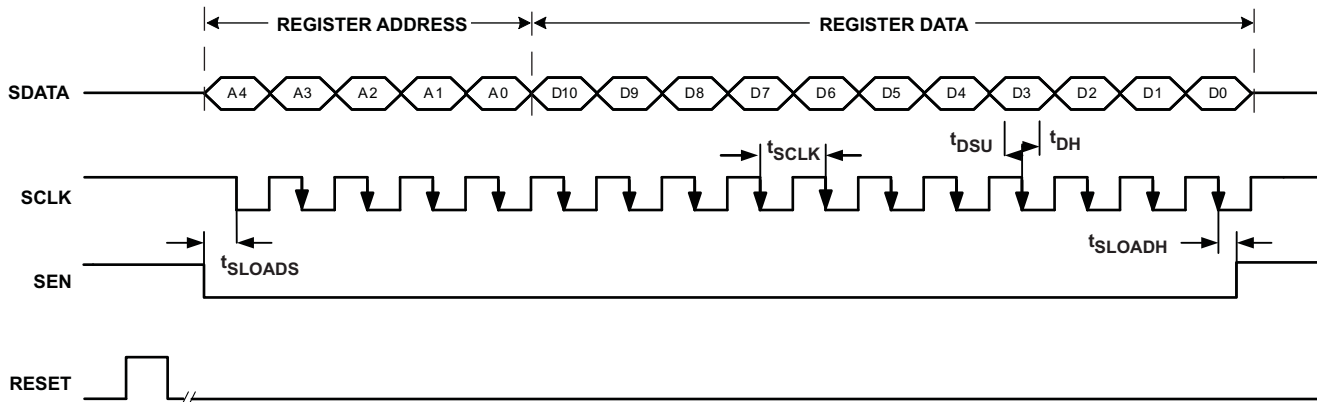 REGISTER ADDRESS REGISTER DATA
SDATA A4 A3 A2 A1 A0 D10 D9 D8 D7 D6 D5 D4 D3 D2 D1 D0
tSCLK tDSU tDH
SCLK
tSLOADS tSLOADH
SEN
RESET